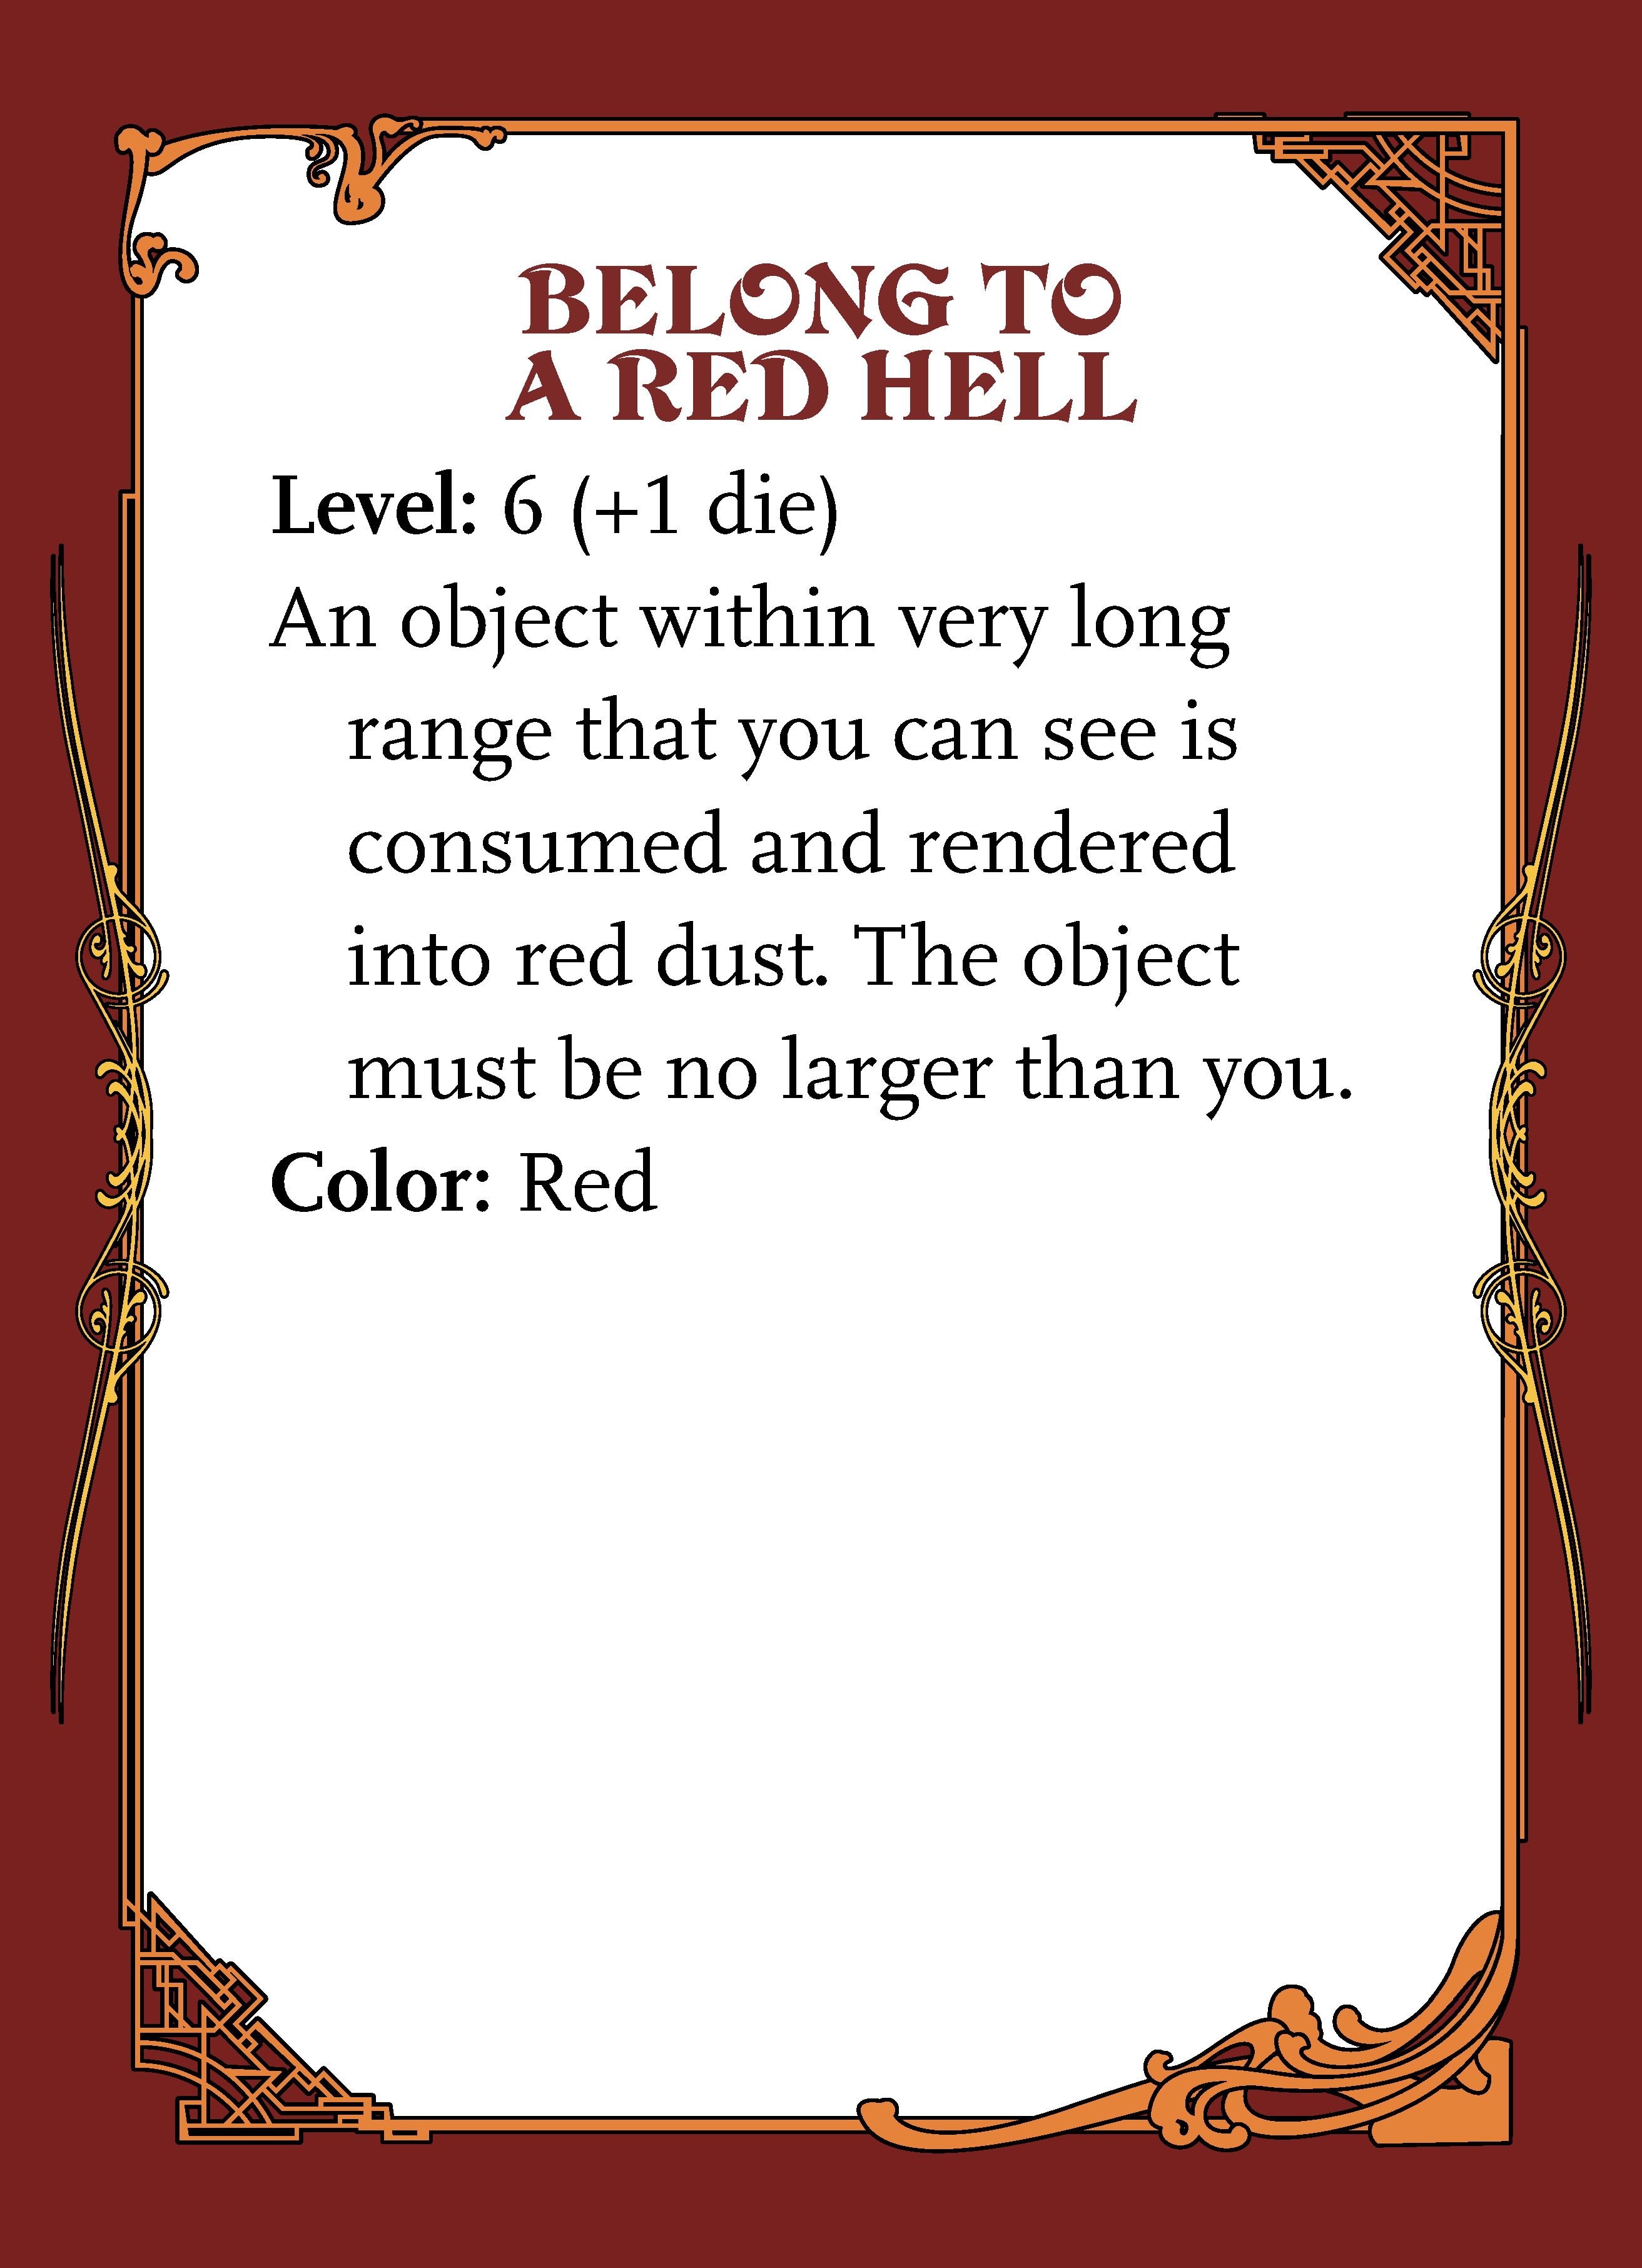 BELONG TO
A RED HELL
Level: 6 (+1 die)
An object within very long
range that you can see is
consumed and rendered
into red dust. The object
must be no larger than you.
Color: Red